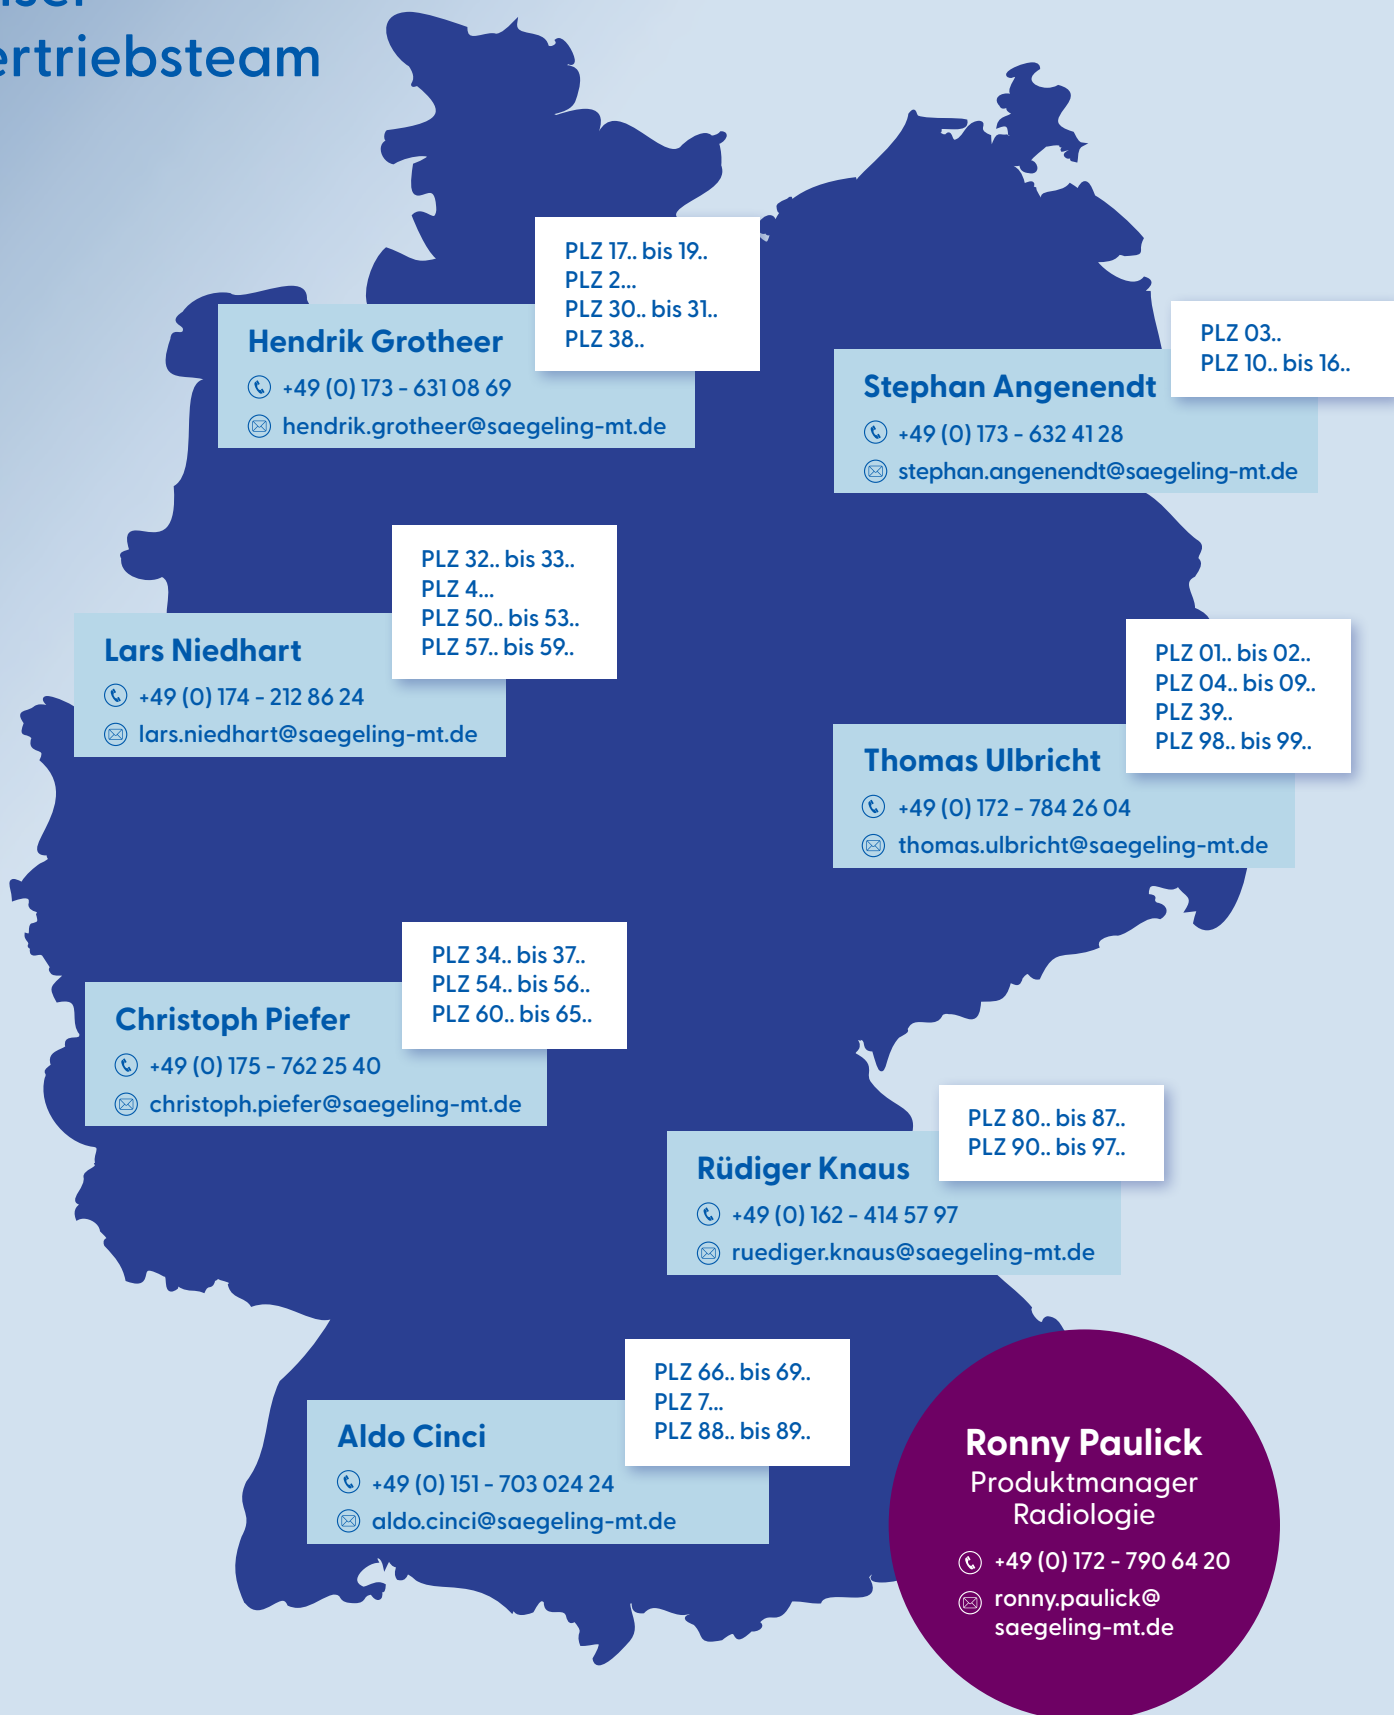 ertriebsteam
PLZ 17.. bis 19..
PLZ 2...
PLZ 30.. bis 31..
PLZ 38..
Hendrik Grotheer
+49 (0) 173 - 631 08 69
hendrik.grotheer@saegeling-mt.de
PLZ 03..
PLZ 10.. bis 16..
Stephan Angenendt
+49 (0) 173 - 632 41 28
stephan.angenendt@saegeling-mt.de
PLZ 32.. bis 33..
PLZ 4...
PLZ 50.. bis 53..
PLZ 57.. bis 59..
Lars Niedhart
+49 (0) 174 - 212 86 24
lars.niedhart@saegeling-mt.de
PLZ 01.. bis 02..
PLZ 04.. bis 09..
PLZ 39..
PLZ 98.. bis 99..
Thomas Ulbricht
+49 (0) 172 - 784 26 04
thomas.ulbricht@saegeling-mt.de
PLZ 34.. bis 37..
PLZ 54.. bis 56..
PLZ 60.. bis 65..
Christoph Piefer
+49 (0) 175 - 762 25 40
christoph.piefer@saegeling-mt.de
PLZ 80.. bis 87..
PLZ 90.. bis 97..
Rüdiger Knaus
+49 (0) 162 - 414 57 97
ruediger.knaus@saegeling-mt.de
PLZ 66.. bis 69..
PLZ 7...
PLZ 88.. bis 89..
Aldo Cinci
+49 (0) 151 - 703 024 24
aldo.cinci@saegeling-mt.de
Ronny Paulick
Produktmanager
Radiologie
+49 (0) 172 - 790 64 20
ronny.paulick@
saegeling-mt.de